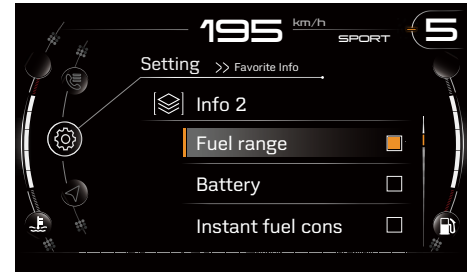 195 km/h
SPORT
5
Setting >> Favorite Info
Info 2
Fuel range
Battery
Instant fuel cons